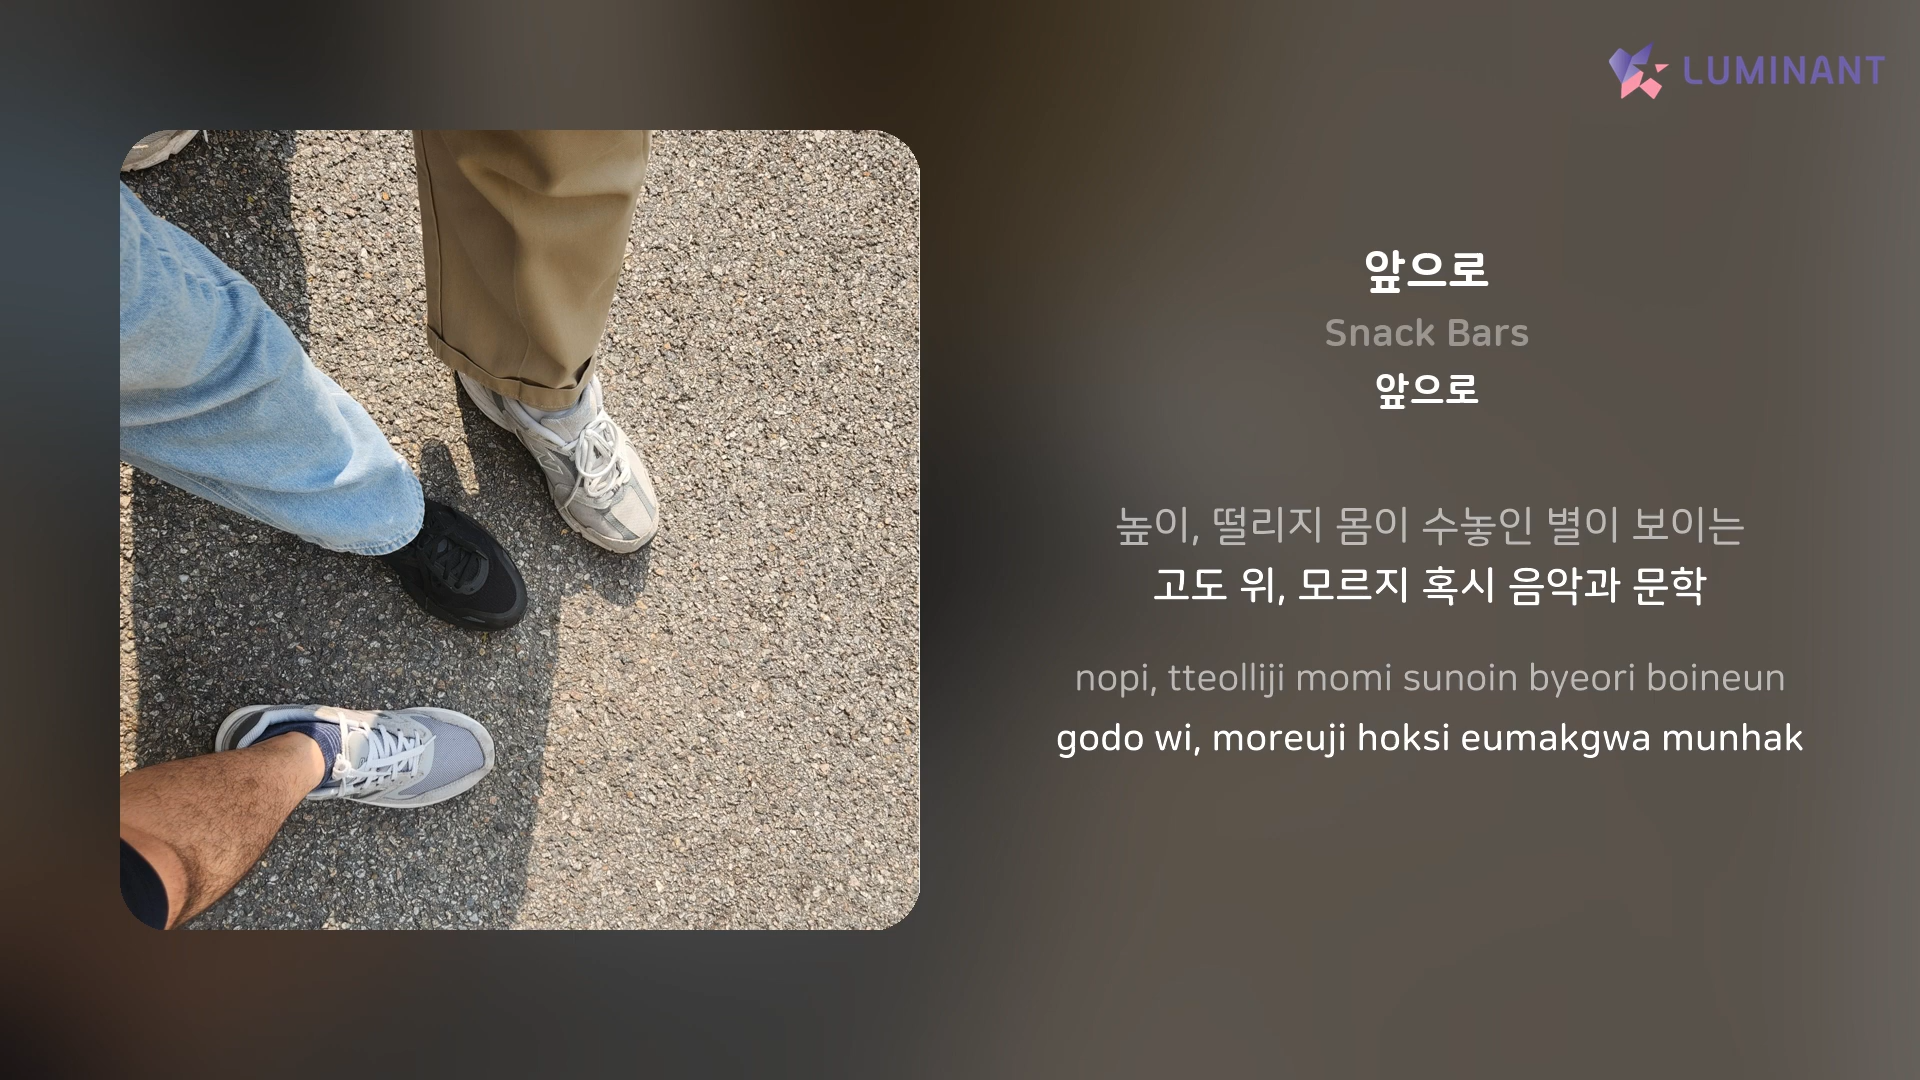 LUMINANT
앞으로
Snack Bars
앞으로
높이, 떨리지 몸이 수놓인 별이 보이는
고도 위, 모르지 혹시 음악과 문학
nopi, tteolliji momi sunoin byeori boineun
godo wi, moreuji hoksi eumakgwa munhak